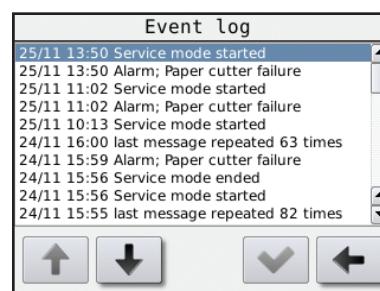 Event log
25/11 13:50 Service mode started
25/11 13:50 Alarm; Paper cutter failure
25/11 11:02 Service mode started
25/11 11:02 Alarm; Paper cutter failure
25/11 10:13 Service mode started
24/11 16:00 last message repeated 63 times
24/11 15:59 Alarm; Paper cutter failure
24/11 15:56 Service mode ended
24/11 15:56 Service mode started
24/11 15:55 last message repeated 82 times